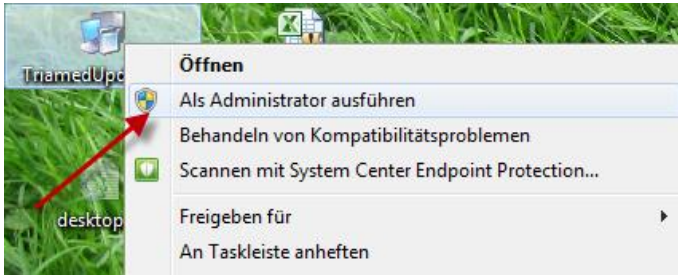 TriamedUpd
Öffnen
Als Administrator ausführen
Behandeln von Kompatibilitätsproblemen
Scannen mit System Center Endpoint Protection...
desktop
Freigeben für
An Taskleiste anheften